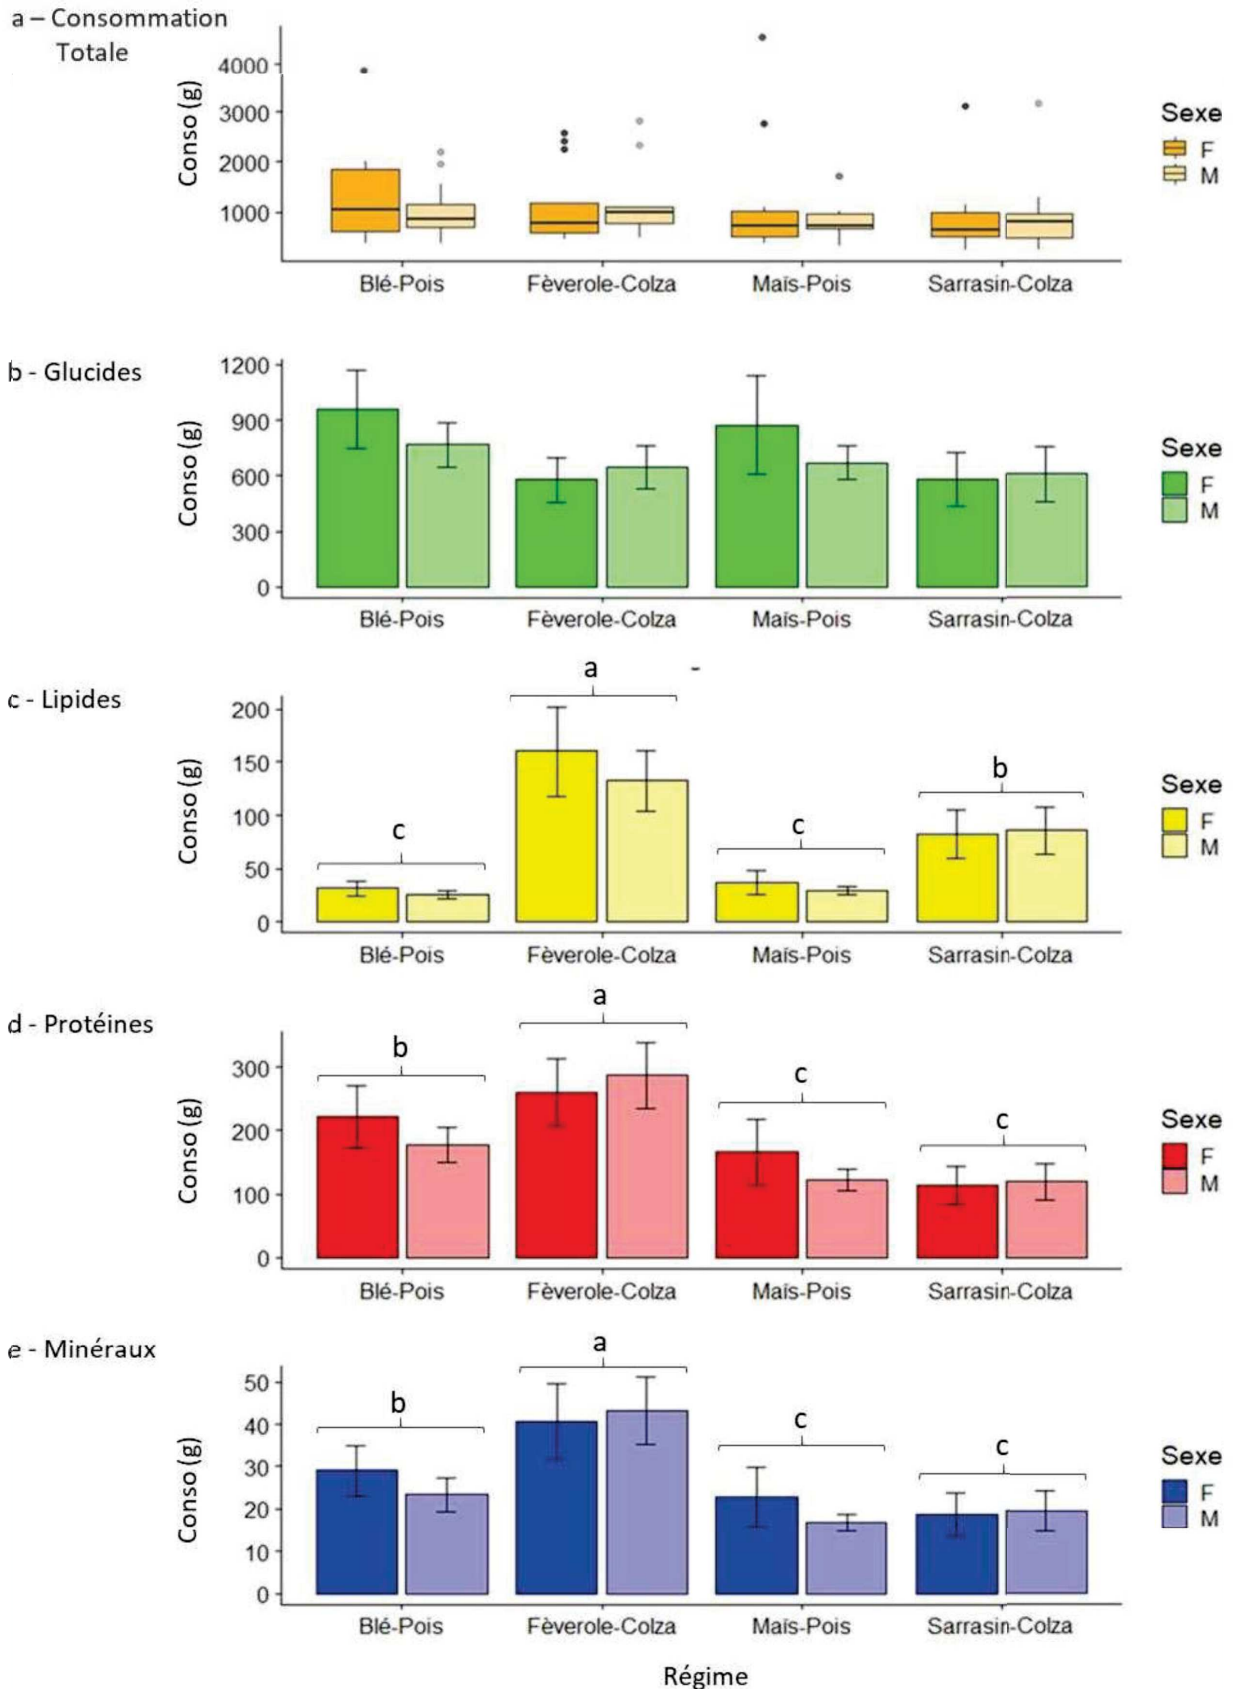 a – Consommation
Totale
Conso (g)
4000
3000
2000
1000
Blé-Pois
Fèverole-Colza
Maïs-Pois
Sarrasin-Colza
Sexe
F
M
b - Glucides
Conso (g)
1200
900
600
300
0
Blé-Pois
Fèverole-Colza
Maïs-Pois
Sarrasin-Colza
Sexe
F
M
c - Lipides
Conso (g)
200
150
100
50
0
c
a
c
b
Blé-Pois
Fèverole-Colza
Maïs-Pois
Sarrasin-Colza
Sexe
F
M
d - Protéines
Conso (g)
300
200
100
0
b
a
c
c
Blé-Pois
Fèverole-Colza
Maïs-Pois
Sarrasin-Colza
Sexe
F
M
e - Minéraux
Conso (g)
50
40
30
20
10
0
b
a
c
c
Blé-Pois
Fèverole-Colza
Maïs-Pois
Sarrasin-Colza
Sexe
F
M
Régime